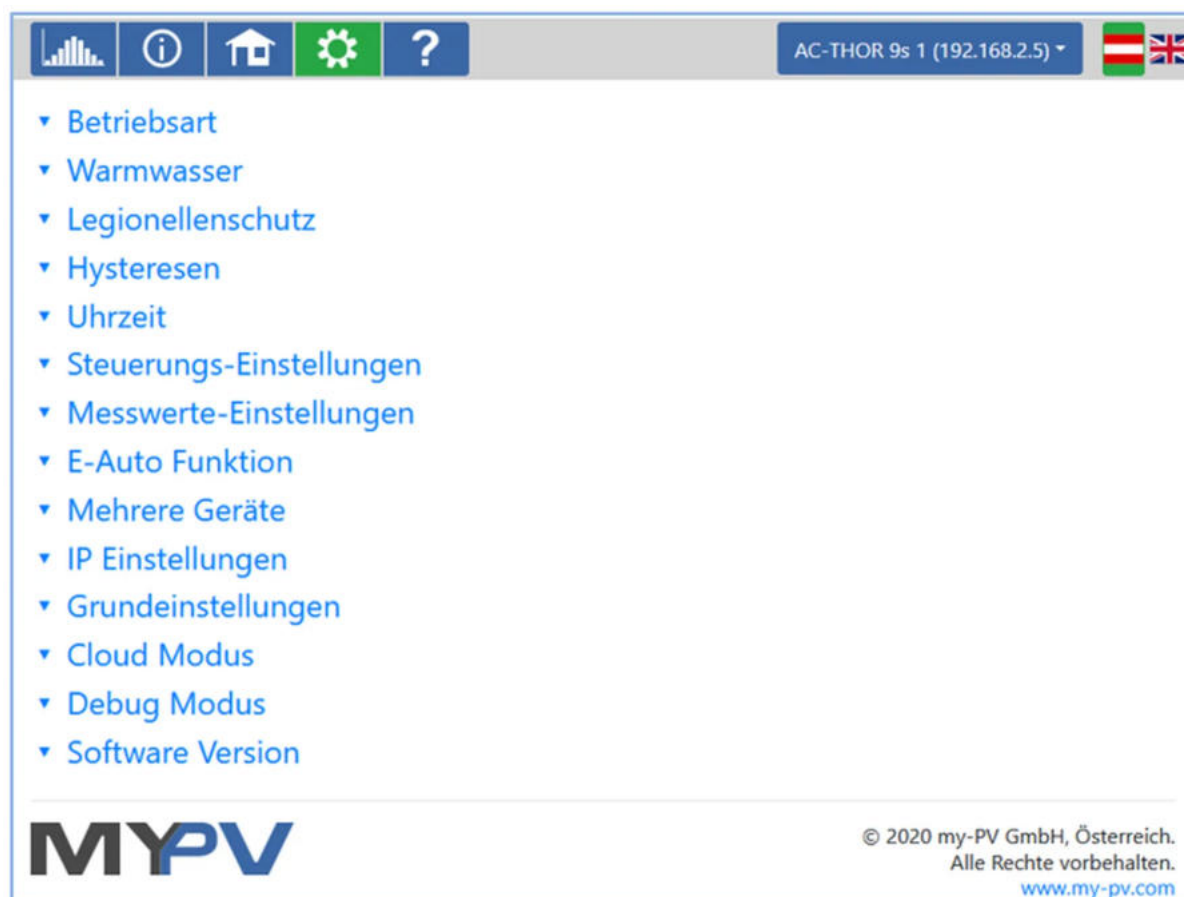 ?
AC-THOR 9s 1 (192.168.2.5)
Betriebsart
Warmwasser
Legionellenschutz
Hysteresen
Uhrzeit
Steuerungs-Einstellungen
Messwerte-Einstellungen
E-Auto Funktion
Mehrere Geräte
IP Einstellungen
Grundeinstellungen
Cloud Modus
Debug Modus
Software Version
MYPV
© 2020 my-PV GmbH, Österreich.
Alle Rechte vorbehalten.
www.my-pv.com